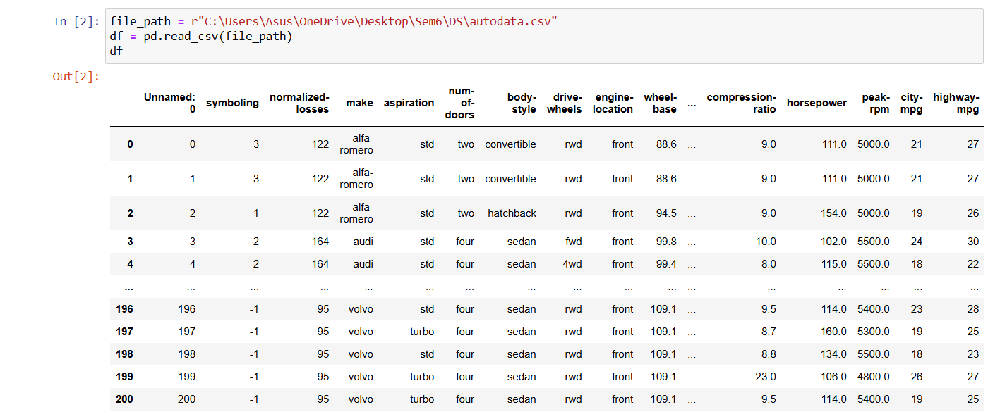 In [2]: file_path = r"C:\Users\Asus\OneDrive\Desktop\Sem6\DS\autodata.csv"
df = pd.read_csv(file_path)
df
Out[2]:
Unnamed: 0 symboling normalized-losses make aspiration num-of-doors body-style drive-wheels engine-location wheel-base ... compression-ratio horsepower peak-rpm city-mpg highway-mpg
0 0 3 122 alfa-romero std two convertible rwd front 88.6 ... 9.0 111.0 5000.0 21 27
1 1 3 122 alfa-romero std two convertible rwd front 88.6 ... 9.0 111.0 5000.0 21 27
2 2 1 122 alfa-romero std two hatchback rwd front 94.5 ... 9.0 154.0 5000.0 19 26
3 3 2 164 audi std four sedan fwd front 99.8 ... 10.0 102.0 5500.0 24 30
4 4 2 164 audi std four sedan 4wd front 99.4 ... 8.0 115.0 5500.0 18 22
... ... ... ... ... ... ... ... ... ... ... ... ... ... ... ... ...
196 196 -1 95 volvo std four sedan rwd front 109.1 ... 9.5 114.0 5400.0 23 28
197 197 -1 95 volvo turbo four sedan rwd front 109.1 ... 8.7 160.0 5300.0 19 25
198 198 -1 95 volvo std four sedan rwd front 109.1 ... 8.8 134.0 5500.0 18 23
199 199 -1 95 volvo turbo four sedan rwd front 109.1 ... 23.0 106.0 4800.0 26 27
200 200 -1 95 volvo turbo four sedan rwd front 109.1 ... 9.5 114.0 5400.0 19 25